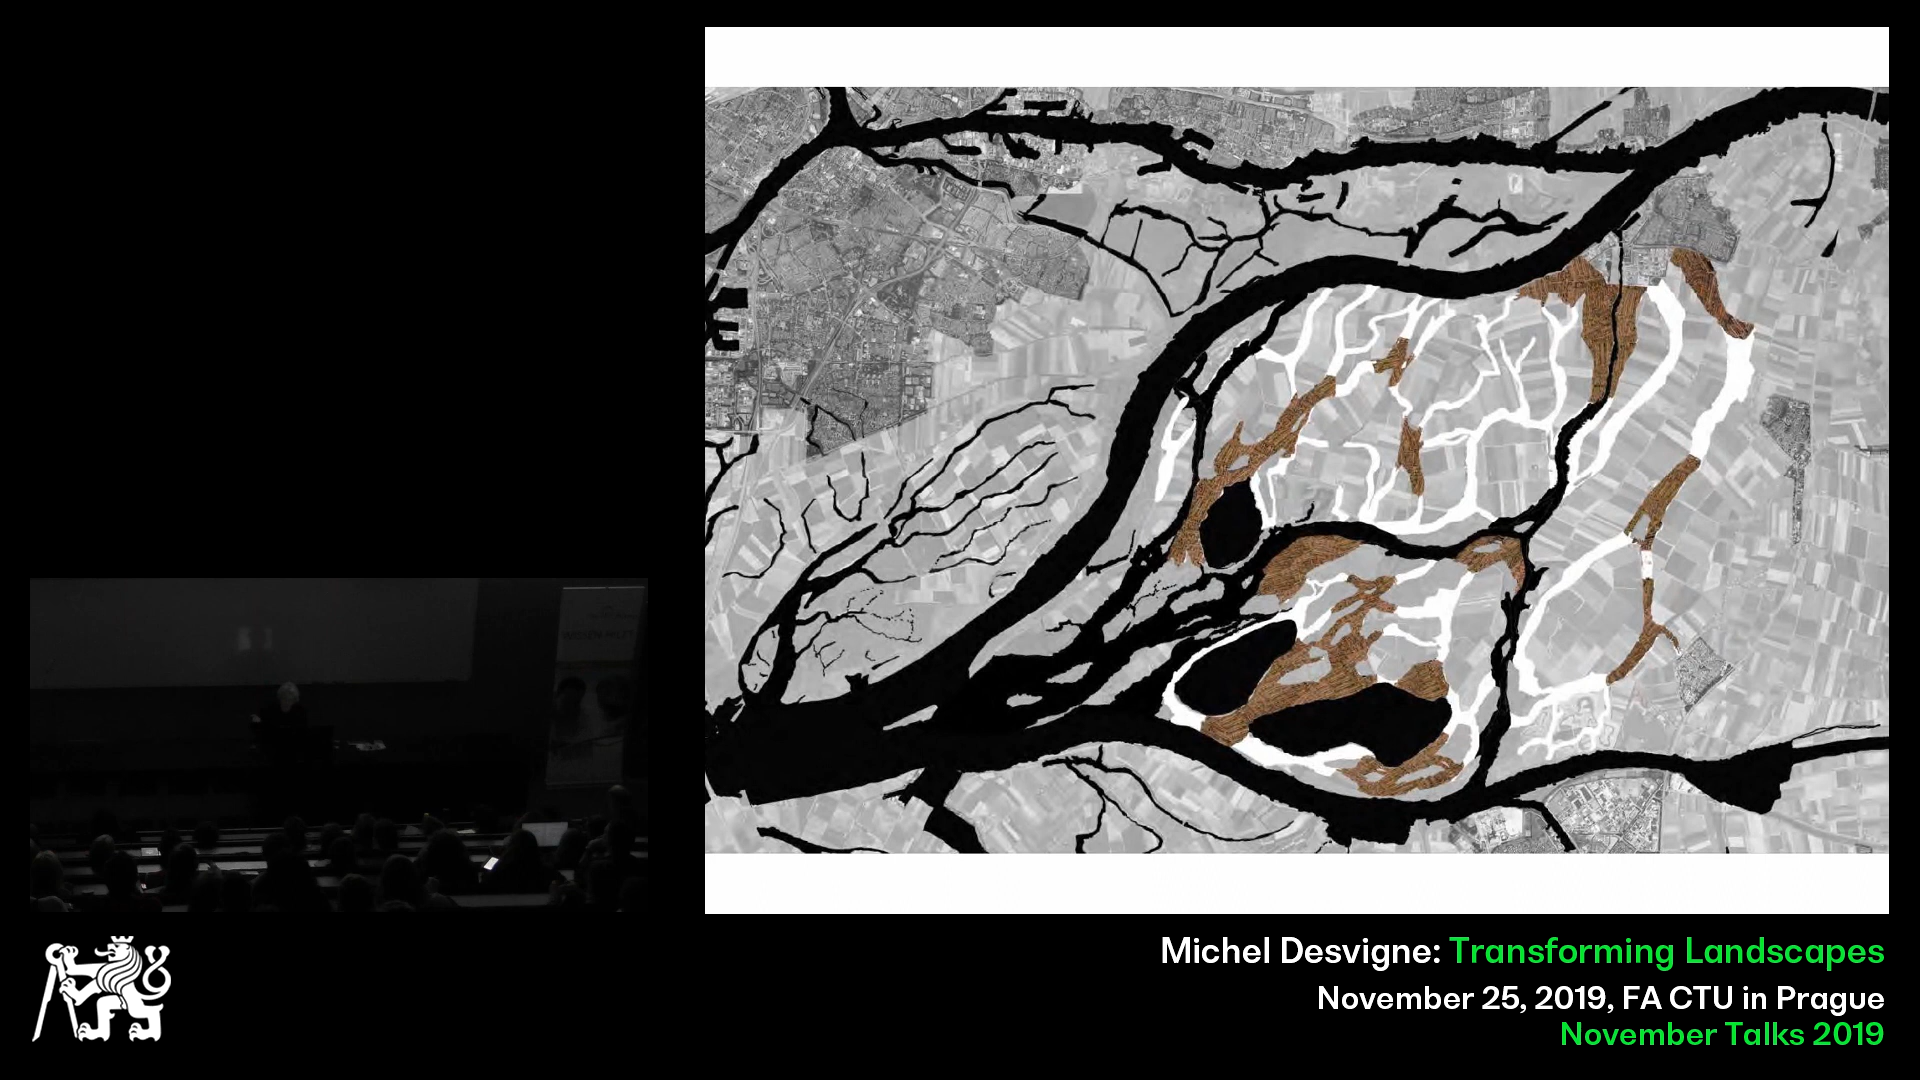 Michel Desvigne: Transforming Landscapes
November 25, 2019, FA CTU in Prague
November Talks 2019